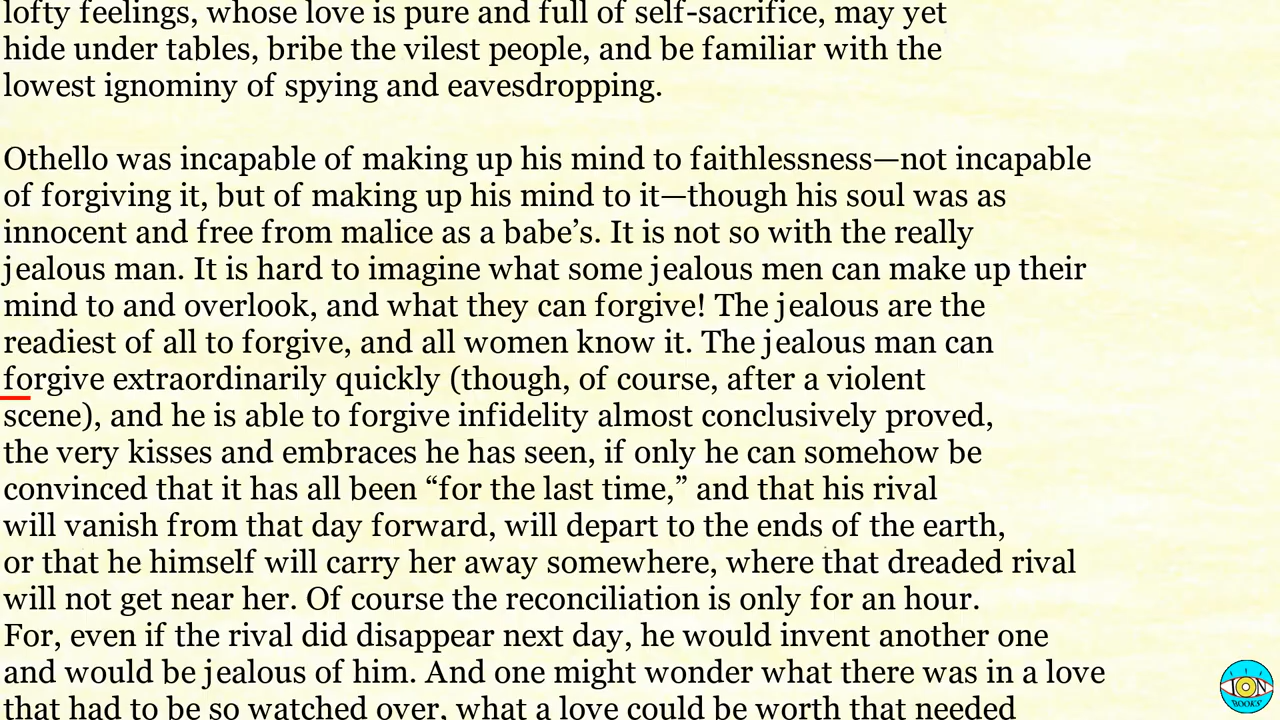 lofty feelings, whose love is pure and full of self-sacrifice, may yet
hide under tables, bribe the vilest people, and be familiar with the
lowest ignominy of spying and eavesdropping.
Othello was incapable of making up his mind to faithlessness—not incapable
of forgiving it, but of making up his mind to it—though his soul was as
innocent and free from malice as a babe’s. It is not so with the really
jealous man. It is hard to imagine what some jealous men can make up their
mind to and overlook, and what they can forgive! The jealous are the
readiest of all to forgive, and all women know it. The jealous man can
forgive extraordinarily quickly (though, of course, after a violent
scene), and he is able to forgive infidelity almost conclusively proved,
the very kisses and embraces he has seen, if only he can somehow be
convinced that it has all been “for the last time,” and that his rival
will vanish from that day forward, will depart to the ends of the earth,
or that he himself will carry her away somewhere, where that dreaded rival
will not get near her. Of course the reconciliation is only for an hour.
For, even if the rival did disappear next day, he would invent another one
and would be jealous of him. And one might wonder what there was in a love
that had to be so watched over, what a love could be worth that needed
ION
BOOKS